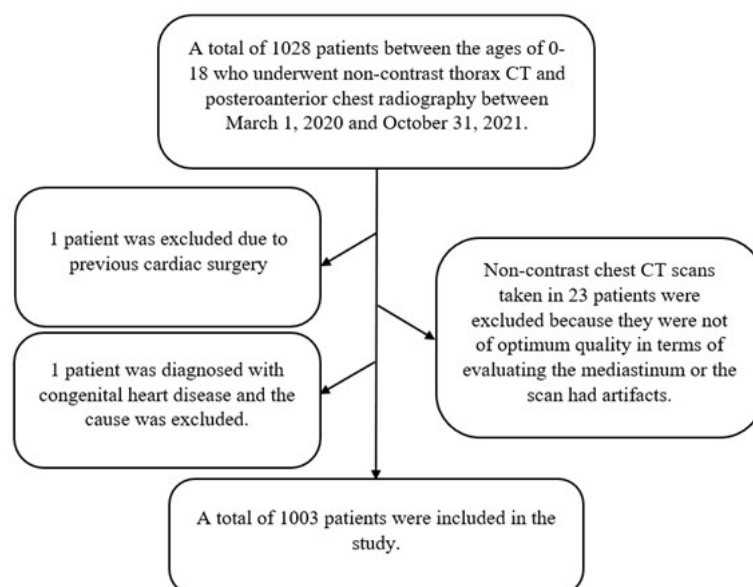 A total of 1028 patients between the ages of 0-
18 who underwent non-contrast thorax CT and
posteroanterior chest radiography between
March 1, 2020 and October 31, 2021.
1 patient was excluded due to
previous cardiac surgery
Non-contrast chest CT scans
taken in 23 patients were
excluded because they were not
of optimum quality in terms of
evaluating the mediastinum or the
scan had artifacts.
1 patient was diagnosed with
congenital heart disease and the
cause was excluded.
A total of 1003 patients were included in the
study.